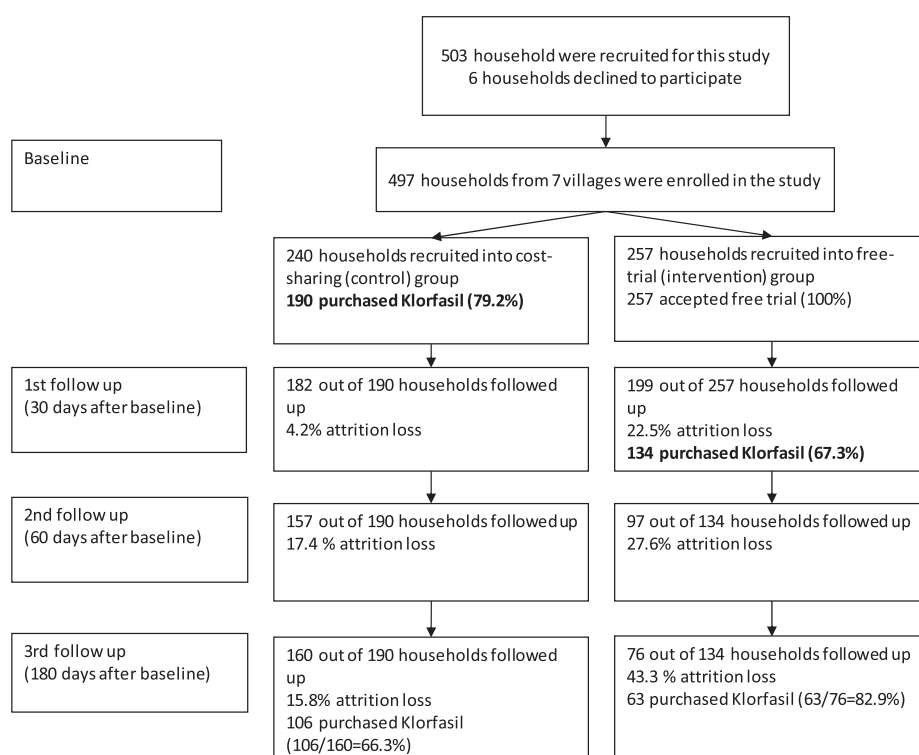 503 household were recruited for this study
6 households declined to participate
Baseline
497 households from 7 villages were enrolled in the study
240 households recruited into cost-
sharing (control) group
190 purchased Klorfasil (79.2%)
257 households recruited into free-
trial (intervention) group
257 accepted free trial (100%)
1st follow up
(30 days after baseline)
182 out of 190 households followed
up
4.2% attrition loss
199 out of 257 households followed
up
22.5% attrition loss
134 purchased Klorfasil (67.3%)
2nd follow up
(60 days after baseline)
157 out of 190 households followed up
17.4 % attrition loss
97 out of 134 households followed up
27.6% attrition loss
3rd follow up
(180 days after baseline)
160 out of 190 households followed
up
15.8% attrition loss
106 purchased Klorfasil
(106/160=66.3%)
76 out of 134 households followed up
43.3 % attrition loss
63 purchased Klorfasil (63/76=82.9%)